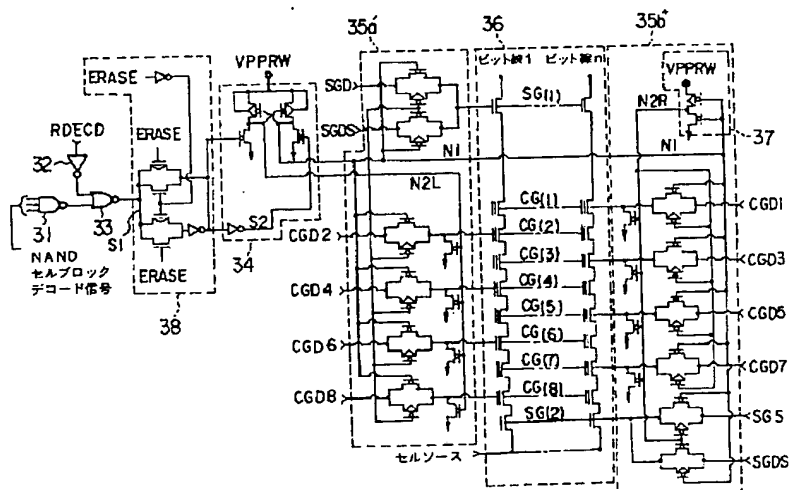 35a'
36
35b"
ビット線1 ビット線n
VPPRW
VPPRW
ERASE
SGD
SG(1)
SGDS
N2R
37
RDECD
ERASE
N1
N1
32
N2L
CG(1)
CGD1
31
33
S1
S2
CGD2
CG(2)
NAND
セルブロック
デコード信号
34
CG(3)
CGD3
ERASE
CGD4
CG(4)
38
CG(5)
CGD5
CGD6
CG(6)
CG(7)
CGD7
CGD8
CG(8)
SG(2)
SGS
セルソース
SGDS